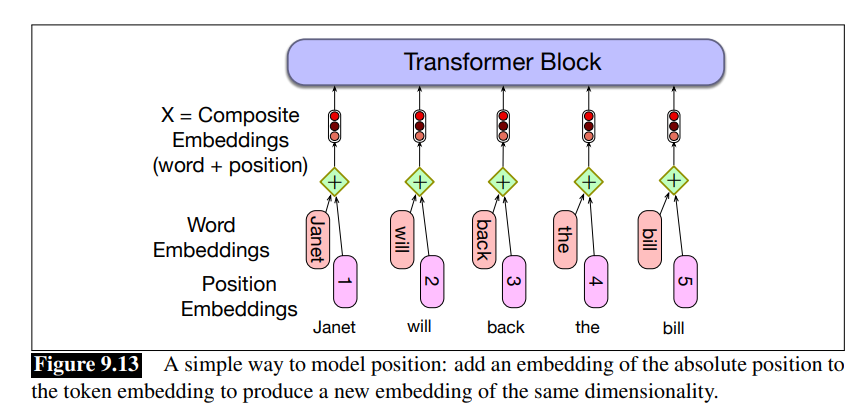 Transformer Block
X = Composite
Embeddings
(word + position)
+ + + + +
Word
Embeddings
Janet will back the bill
Position
Embeddings
1 2 3 4 5
Janet will back the bill
Figure 9.13 A simple way to model position: add an embedding of the absolute position to
the token embedding to produce a new embedding of the same dimensionality.